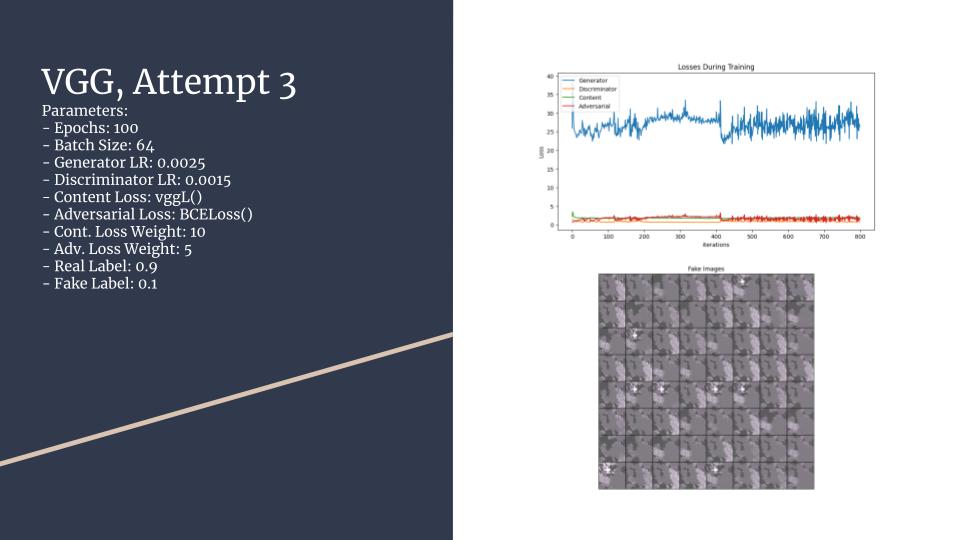 VGG, Attempt 3
Parameters:
- Epochs: 100
- Batch Size: 64
- Generator LR: 0.0025
- Discriminator LR: 0.0015
- Content Loss: vggL()
- Adversarial Loss: BCELoss()
- Cont. Loss Weight: 10
- Adv. Loss Weight: 5
- Real Label: 0.9
- Fake Label: 0.1
Losses During Training
Generator
Discriminator
Content
Adversarial
40
35
30
25
20
15
10
5
0
Loss
0 100 200 300 400 500 600 700 800
iterations
Fake Images